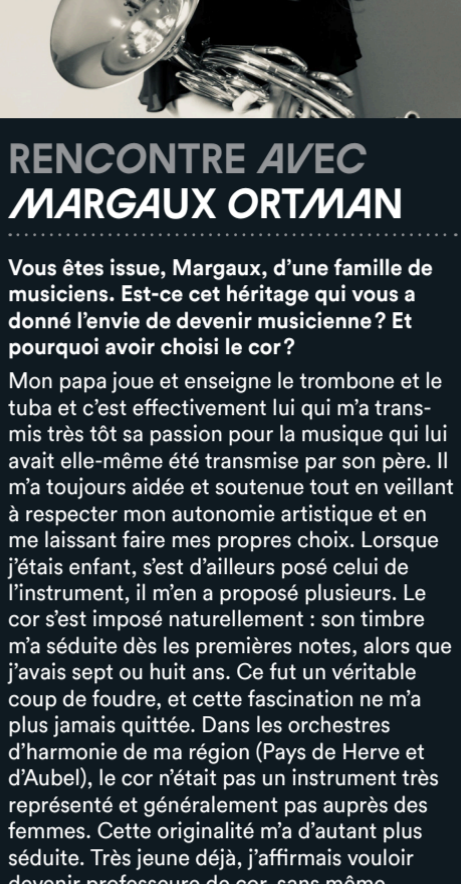 RENCONTRE AVEC
MARGAUX ORTMAN
Vous êtes issue, Margaux, d’une famille de
musiciens. Est-ce cet héritage qui vous a
donné l’envie de devenir musicienne ? Et
pourquoi avoir choisi le cor ?
Mon papa joue et enseigne le trombone et le
tuba et c’est effectivement lui qui m’a trans-
mis très tôt sa passion pour la musique qui lui
avait elle-même été transmise par son père. Il
m’a toujours aidée et soutenue tout en veillant
à respecter mon autonomie artistique et en
me laissant faire mes propres choix. Lorsque
j’étais enfant, s’est d’ailleurs posé celui de
l’instrument, il m’en a proposé plusieurs. Le
cor s’est imposé naturellement : son timbre
m’a séduite dès les premières notes, alors que
j’avais sept ou huit ans. Ce fut un véritable
coup de foudre, et cette fascination ne m’a
plus jamais quittée. Dans les orchestres
d’harmonie de ma région (Pays de Herve et
d’Aubel), le cor n’était pas un instrument très
représenté et généralement pas auprès des
femmes. Cette originalité m’a d’autant plus
séduite. Très jeune déjà, j’affirmais vouloir
devenir professeure de cor, sans même